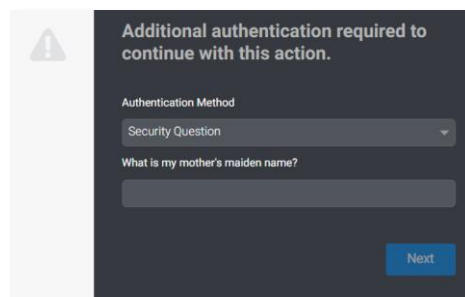 Additional authentication required to
continue with this action.
Authentication Method
Security Question
What is my mother's maiden name?
Next